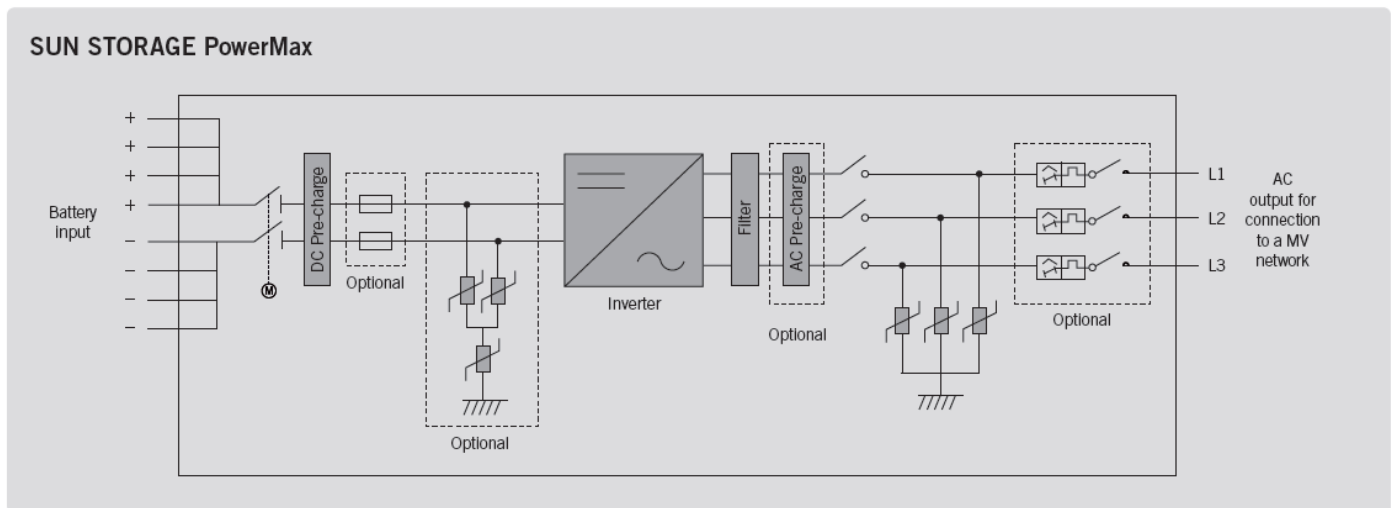 SUN STORAGE PowerMax
+
+
+
+
Battery
input
−
−
−
−
M
DC Pre-charge
Optional
Optional
Inverter
Filter
AC Pre-charge
Optional
Optional
L1
L2
L3
AC
output for
connection
to a MV
network